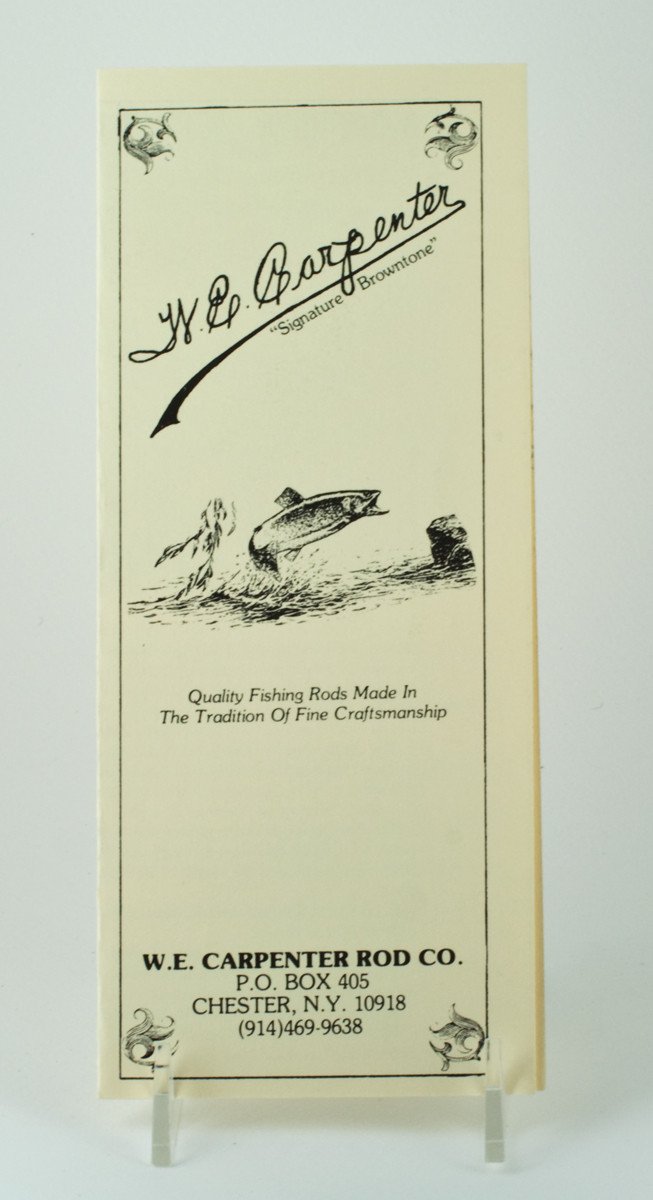 W.E. Carpenter
"Signature Browntone"
Quality Fishing Rods Made In
The Tradition Of Fine Craftsmanship
W.E. CARPENTER ROD CO.
P.O. BOX 405
CHESTER, N.Y. 10918
(914)469-9638